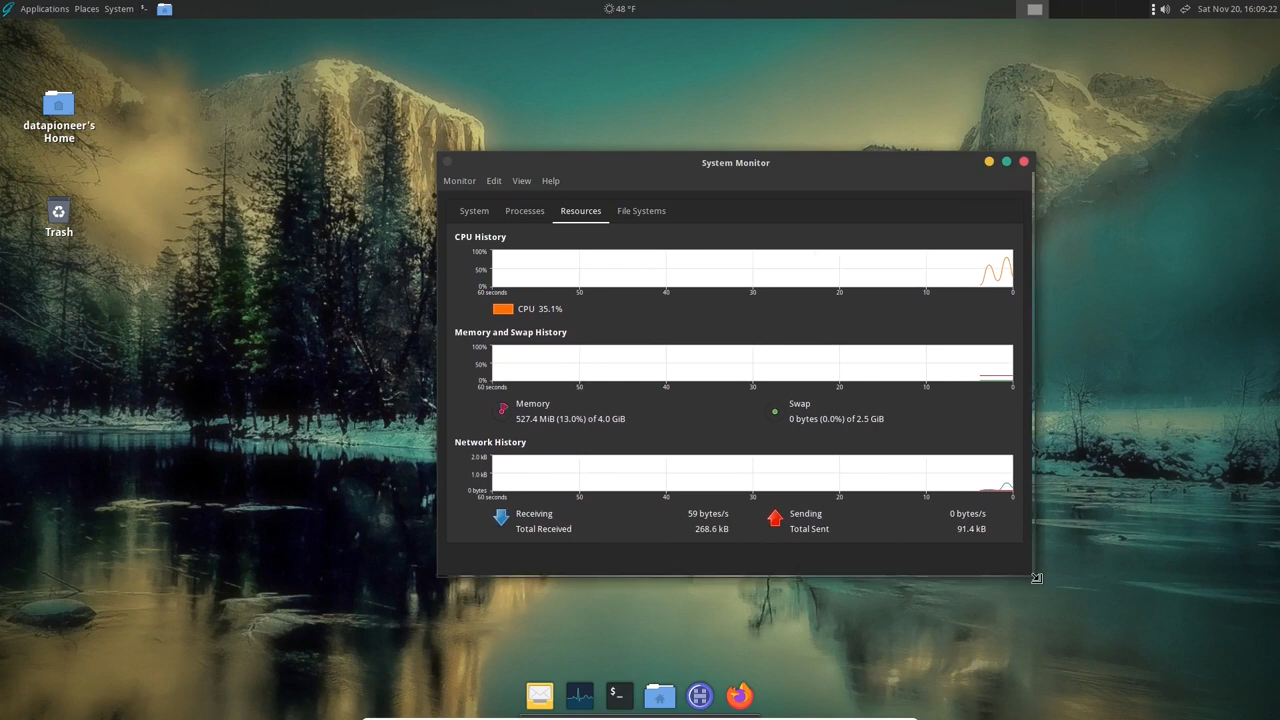 Applications Places System
48 °F
Sat Nov 20, 16:09:22
datapioneer's
Home
Trash
System Monitor
Monitor Edit View Help
System Processes Resources File Systems
CPU History
100%
50%
0%
60 seconds 50 40 30 20 10 0
CPU 35.1%
Memory and Swap History
100%
50%
0%
60 seconds 50 40 30 20 10 0
Memory
527.4 MiB (13.0%) of 4.0 GiB
Swap
0 bytes (0.0%) of 2.5 GiB
Network History
2.0 kB
1.0 kB
0 bytes
60 seconds 50 40 30 20 10 0
Receiving 59 bytes/s
Total Received 268.6 kB
Sending 0 bytes/s
Total Sent 91.4 kB
$_